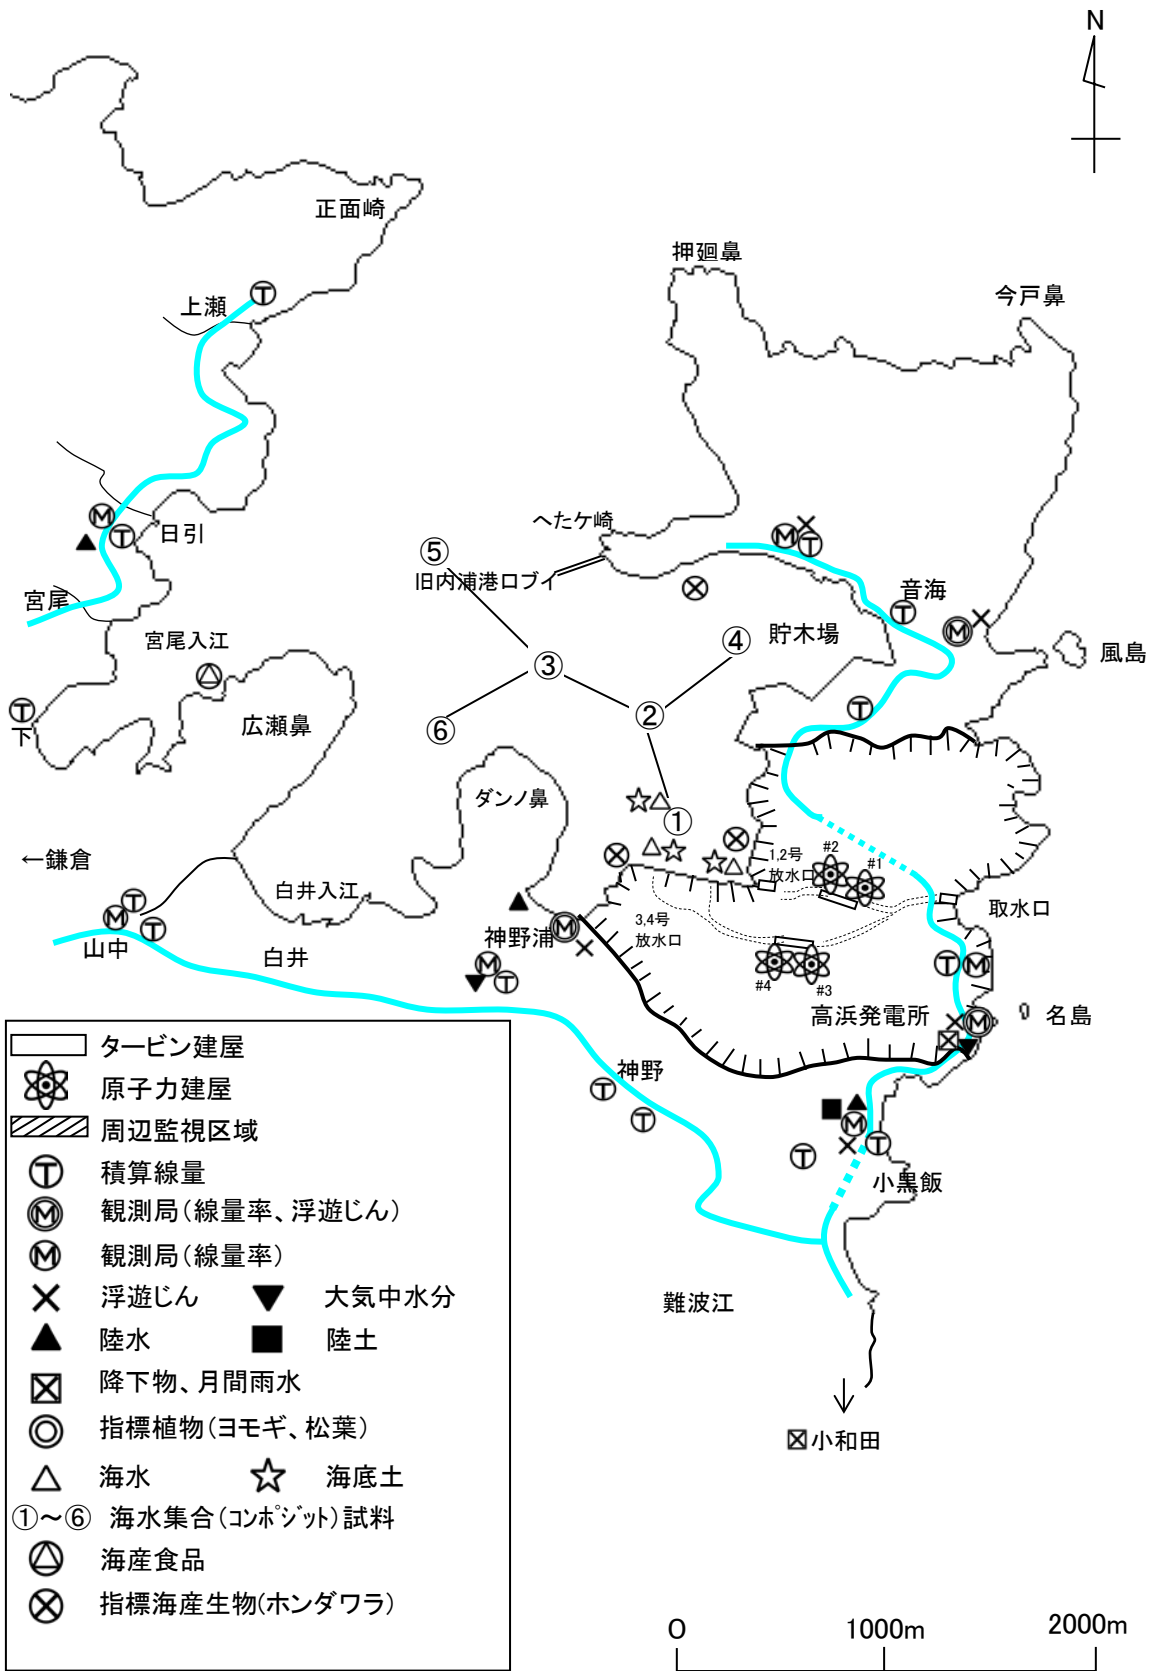 N
正面崎
押廻鼻
今戸鼻
上瀬
Ⓣ
へたケ崎
Ⓜ
Ⓣ
日引
⑤
旧内浦港口ブイ
Ⓜ
Ⓣ
音海
Ⓣ
宮尾
宮尾入江
④
貯木場
Ⓜ
風島
③
Ⓣ
下
広瀬鼻
⑥
②
Ⓣ
ダンノ鼻
①
#2
#1
1,2号
放水口
←鎌倉
白井入江
取水口
Ⓣ
Ⓜ
Ⓣ
山中
白井
神野浦
Ⓜ
3,4号
放水口
Ⓜ
Ⓣ
#4
#3
Ⓣ
Ⓜ
高浜発電所
Ⓜ
名島
神野
Ⓣ
Ⓣ
Ⓜ
Ⓣ
Ⓣ
小黒飯
難波江
小和田
タービン建屋
原子力建屋
周辺監視区域
Ⓣ 積算線量
Ⓜ 観測局(線量率、浮遊じん)
Ⓜ 観測局(線量率)
浮遊じん 大気中水分
陸水 陸土
降下物、月間雨水
指標植物(ヨモギ、松葉)
海水 海底土
①～⑥ 海水集合(コンポジット)試料
海産食品
指標海産生物(ホンダワラ)
0 1000m 2000m